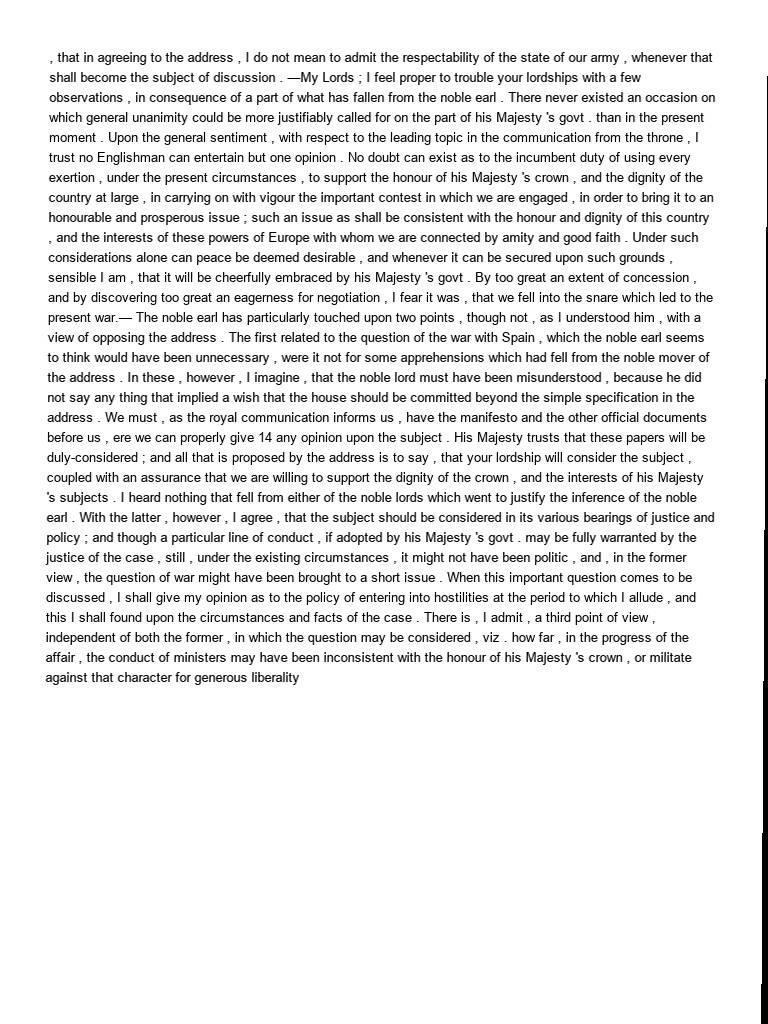 , that in agreeing to the address , I do not mean to admit the respectability of the state of our army , whenever that
shall become the subject of discussion . —My Lords ; I feel proper to trouble your lordships with a few
observations , in consequence of a part of what has fallen from the noble earl . There never existed an occasion on
which general unanimity could be more justifiably called for on the part of his Majesty 's govt . than in the present
moment . Upon the general sentiment , with respect to the leading topic in the communication from the throne , I
trust no Englishman can entertain but one opinion . No doubt can exist as to the incumbent duty of using every
exertion , under the present circumstances , to support the honour of his Majesty 's crown , and the dignity of the
country at large , in carrying on with vigour the important contest in which we are engaged , in order to bring it to an
honourable and prosperous issue ; such an issue as shall be consistent with the honour and dignity of this country
, and the interests of these powers of Europe with whom we are connected by amity and good faith . Under such
considerations alone can peace be deemed desirable , and whenever it can be secured upon such grounds ,
sensible I am , that it will be cheerfully embraced by his Majesty 's govt . By too great an extent of concession ,
and by discovering too great an eagerness for negotiation , I fear it was , that we fell into the snare which led to the
present war.— The noble earl has particularly touched upon two points , though not , as I understood him , with a
view of opposing the address . The first related to the question of the war with Spain , which the noble earl seems
to think would have been unnecessary , were it not for some apprehensions which had fell from the noble mover of
the address . In these , however , I imagine , that the noble lord must have been misunderstood , because he did
not say any thing that implied a wish that the house should be committed beyond the simple specification in the
address . We must , as the royal communication informs us , have the manifesto and the other official documents
before us , ere we can properly give 14 any opinion upon the subject . His Majesty trusts that these papers will be
duly-considered ; and all that is proposed by the address is to say , that your lordship will consider the subject ,
coupled with an assurance that we are willing to support the dignity of the crown , and the interests of his Majesty
's subjects . I heard nothing that fell from either of the noble lords which went to justify the inference of the noble
earl . With the latter , however , I agree , that the subject should be considered in its various bearings of justice and
policy ; and though a particular line of conduct , if adopted by his Majesty 's govt . may be fully warranted by the
justice of the case , still , under the existing circumstances , it might not have been politic , and , in the former
view , the question of war might have been brought to a short issue . When this important question comes to be
discussed , I shall give my opinion as to the policy of entering into hostilities at the period to which I allude , and
this I shall found upon the circumstances and facts of the case . There is , I admit , a third point of view ,
independent of both the former , in which the question may be considered , viz . how far , in the progress of the
affair , the conduct of ministers may have been inconsistent with the honour of his Majesty 's crown , or militate
against that character for generous liberality